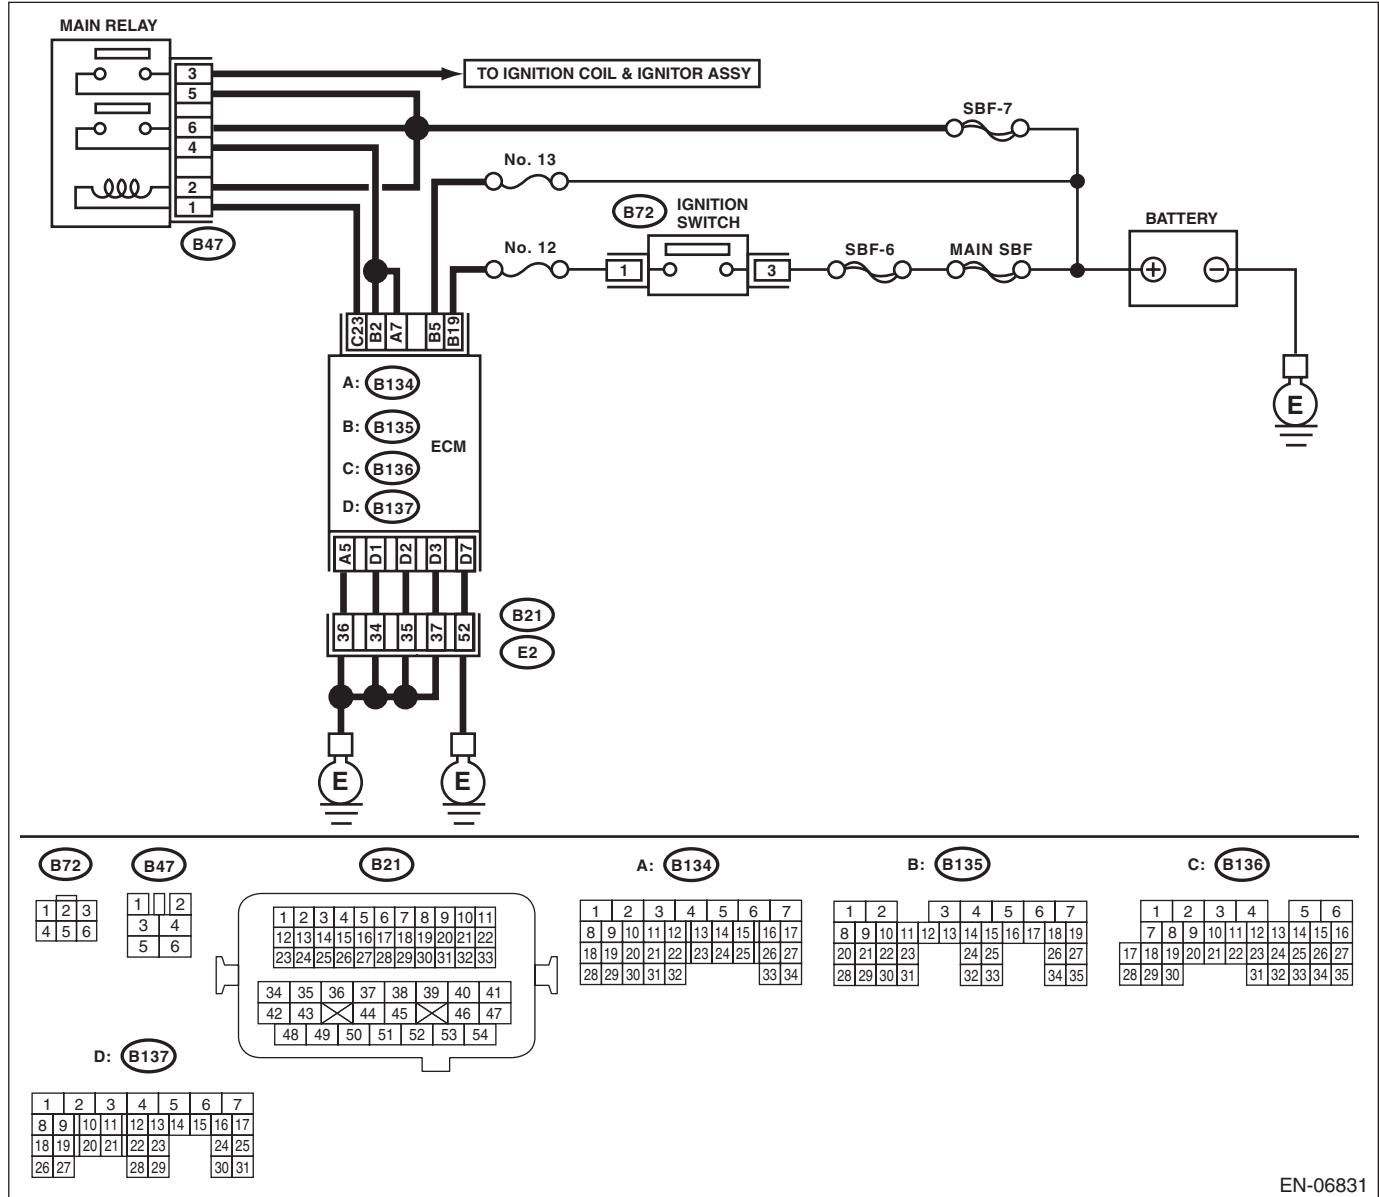 MAIN RELAY
3
TO IGNITION COIL & IGNITOR ASSY
5
SBF-7
6
4
No. 13
2
1
B47
B72
IGNITION
SWITCH
BATTERY
No. 12
1
3
SBF-6
MAIN SBF
+
−
C23
B2
A7
B5
B19
A: B134
B: B135
ECM
C: B136
D: B137
E
A5
D1
D2
D3
D7
36
34
35
37
52
B21
E2
E
E
B72
1 2 3
4 5 6
B47
1 2
3 4
5 6
B21
1 2 3 4 5 6 7 8 9 10 11
12 13 14 15 16 17 18 19 20 21 22
23 24 25 26 27 28 29 30 31 32 33
34 35 36 37 38 39 40 41
42 43 44 45 46 47
48 49 50 51 52 53 54
A: B134
1 2 3 4 5 6 7
8 9 10 11 12 13 14 15 16 17
18 19 20 21 22 23 24 25 26 27
28 29 30 31 32 33 34
B: B135
1 2 3 4 5 6 7
8 9 10 11 12 13 14 15 16 17 18 19
20 21 22 23 24 25 26 27
28 29 30 31 32 33 34 35
C: B136
1 2 3 4 5 6
7 8 9 10 11 12 13 14 15 16
17 18 19 20 21 22 23 24 25 26 27
28 29 30 31 32 33 34 35
D: B137
1 2 3 4 5 6 7
8 9 10 11 12 13 14 15 16 17
18 19 20 21 22 23 24 25
26 27 28 29 30 31
EN-06831